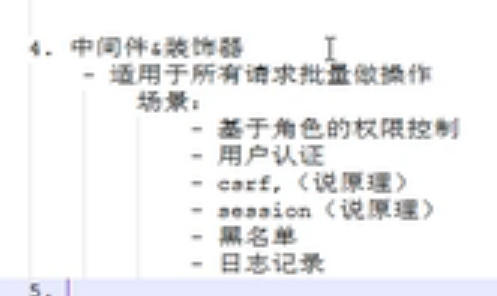 4. 中间件&装饰器
- 适用于所有请求批量做操作
场景:
- 基于角色的权限控制
- 用户认证
- csrf,（说原理）
- session（说原理）
- 黑名单
- 日志记录
5.